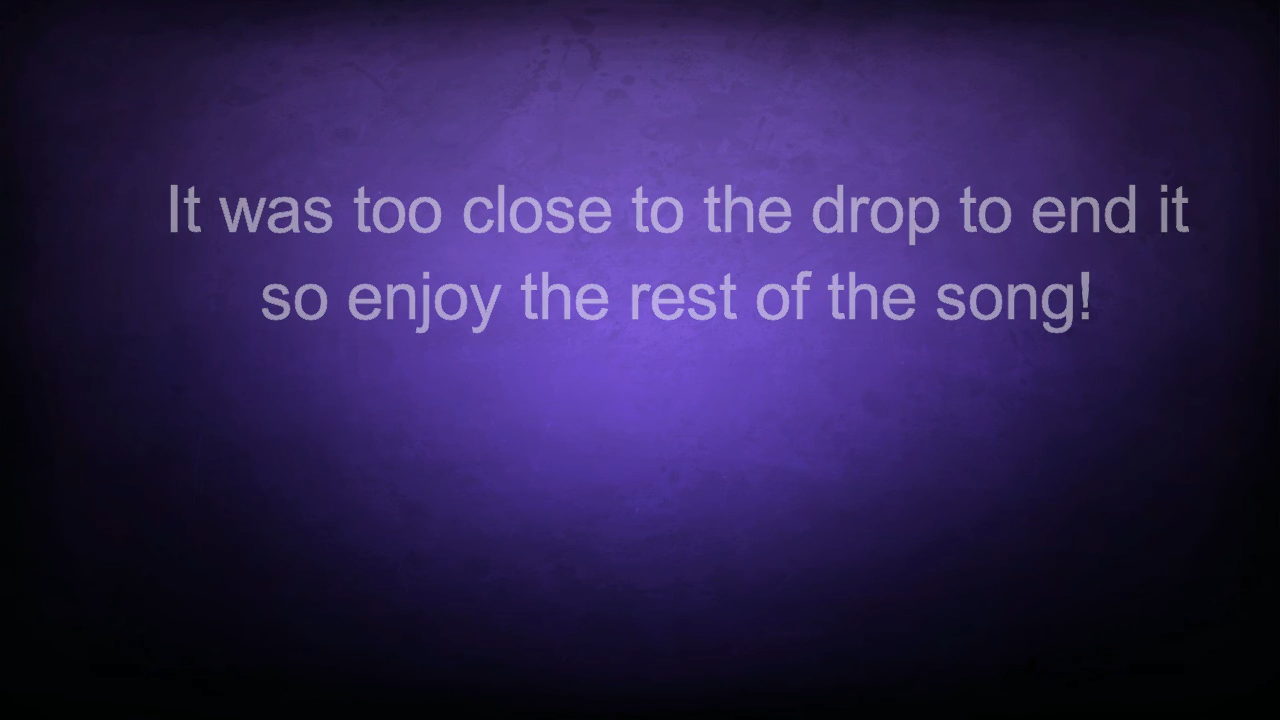 It was too close to the drop to end it
so enjoy the rest of the song!